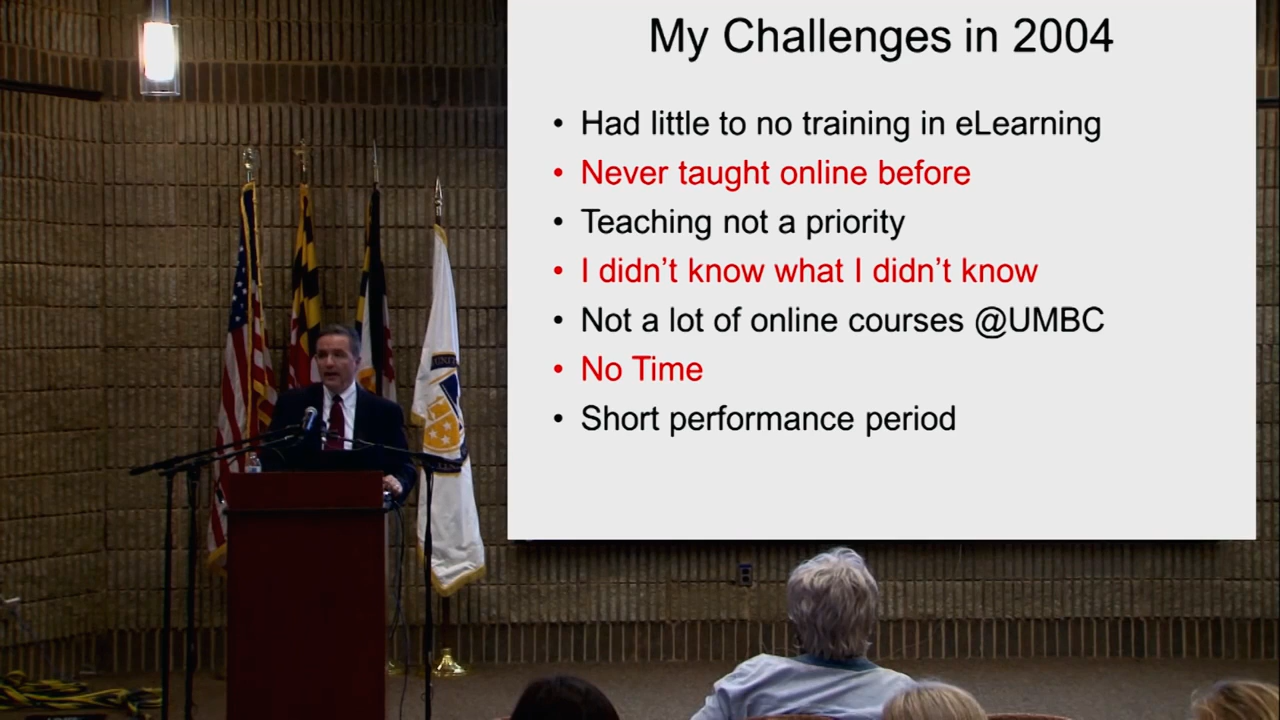 My Challenges in 2004
• Had little to no training in eLearning
• Never taught online before
• Teaching not a priority
• I didn't know what I didn't know
• Not a lot of online courses @UMBC
• No Time
• Short performance period